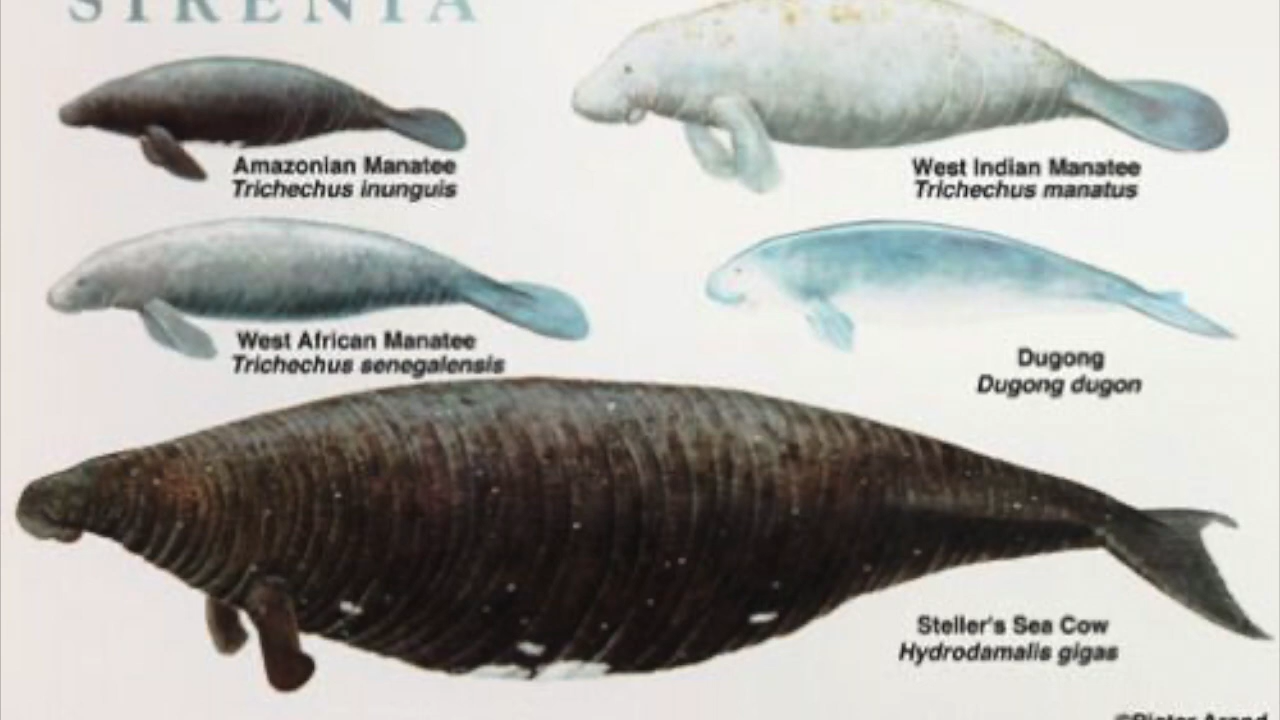 SIRENIA
Amazonian Manatee
Trichechus inunguis
West Indian Manatee
Trichechus manatus
West African Manatee
Trichechus senegalensis
Dugong
Dugong dugon
Steller's Sea Cow
Hydrodamalis gigas